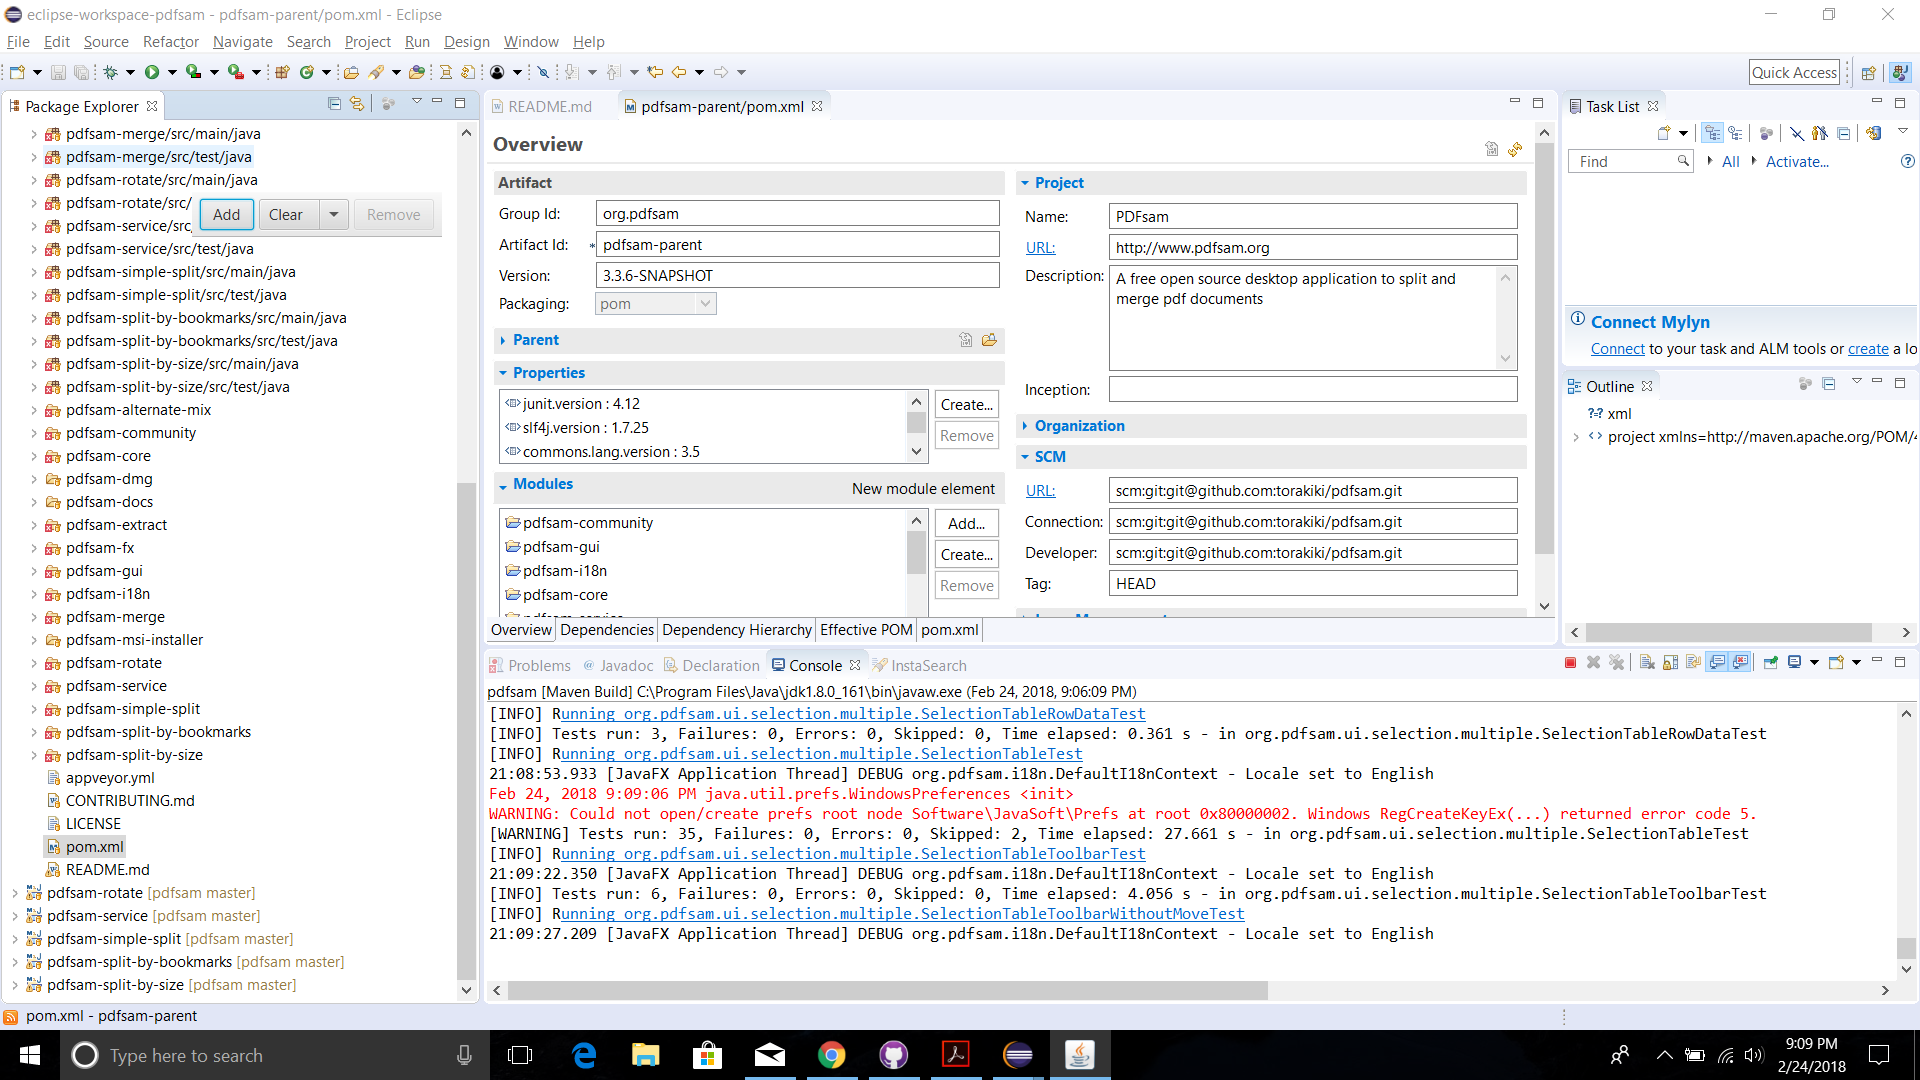 eclipse-workspace-pdfsam - pdfsam-parent/pom.xml - Eclipse
File Edit Source Refactor Navigate Search Project Run Design Window Help
Quick Access
Package Explorer
pdfsam-merge/src/main/java
pdfsam-merge/src/test/java
pdfsam-rotate/src/main/java
pdfsam-rotate/src/
Add Clear Remove
pdfsam-service/src,
pdfsam-service/src/test/java
pdfsam-simple-split/src/main/java
pdfsam-simple-split/src/test/java
pdfsam-split-by-bookmarks/src/main/java
pdfsam-split-by-bookmarks/src/test/java
pdfsam-split-by-size/src/main/java
pdfsam-split-by-size/src/test/java
pdfsam-alternate-mix
pdfsam-community
pdfsam-core
pdfsam-dmg
pdfsam-docs
pdfsam-extract
pdfsam-fx
pdfsam-gui
pdfsam-i18n
pdfsam-merge
pdfsam-msi-installer
pdfsam-rotate
pdfsam-service
pdfsam-simple-split
pdfsam-split-by-bookmarks
pdfsam-split-by-size
appveyor.yml
CONTRIBUTING.md
LICENSE
pom.xml
README.md
pdfsam-rotate [pdfsam master]
pdfsam-service [pdfsam master]
pdfsam-simple-split [pdfsam master]
pdfsam-split-by-bookmarks [pdfsam master]
pdfsam-split-by-size [pdfsam master]
README.md pdfsam-parent/pom.xml
Overview
Artifact
Group Id: org.pdfsam
Artifact Id: * pdfsam-parent
Version: 3.3.6-SNAPSHOT
Packaging: pom
Parent
Properties
junit.version : 4.12
slf4j.version : 1.7.25
commons.lang.version : 3.5
Create...
Remove
Modules New module element
pdfsam-community
pdfsam-gui
pdfsam-i18n
pdfsam-core
Add...
Create...
Remove
Project
Name: PDFsam
URL: http://www.pdfsam.org
Description: A free open source desktop application to split and
merge pdf documents
Inception:
Organization
SCM
URL: scm:git:git@github.com:torakiki/pdfsam.git
Connection: scm:git:git@github.com:torakiki/pdfsam.git
Developer: scm:git:git@github.com:torakiki/pdfsam.git
Tag: HEAD
Overview Dependencies Dependency Hierarchy Effective POM pom.xml
Task List
Find All Activate...
Connect Mylyn
Connect to your task and ALM tools or create a lo
Outline
?-? xml
project xmlns=http://maven.apache.org/POM/4
Problems @ Javadoc Declaration Console InstaSearch
pdfsam [Maven Build] C:\Program Files\Java\jdk1.8.0_161\bin\javaw.exe (Feb 24, 2018, 9:06:09 PM)
[INFO] Running org.pdfsam.ui.selection.multiple.SelectionTableRowDataTest
[INFO] Tests run: 3, Failures: 0, Errors: 0, Skipped: 0, Time elapsed: 0.361 s - in org.pdfsam.ui.selection.multiple.SelectionTableRowDataTest
[INFO] Running org.pdfsam.ui.selection.multiple.SelectionTableTest
21:08:53.933 [JavaFX Application Thread] DEBUG org.pdfsam.i18n.DefaultI18nContext - Locale set to English
Feb 24, 2018 9:09:06 PM java.util.prefs.WindowsPreferences <init>
WARNING: Could not open/create prefs root node Software\JavaSoft\Prefs at root 0x80000002. Windows RegCreateKeyEx(...) returned error code 5.
[WARNING] Tests run: 35, Failures: 0, Errors: 0, Skipped: 2, Time elapsed: 27.661 s - in org.pdfsam.ui.selection.multiple.SelectionTableTest
[INFO] Running org.pdfsam.ui.selection.multiple.SelectionTableToolbarTest
21:09:22.350 [JavaFX Application Thread] DEBUG org.pdfsam.i18n.DefaultI18nContext - Locale set to English
[INFO] Tests run: 6, Failures: 0, Errors: 0, Skipped: 0, Time elapsed: 4.056 s - in org.pdfsam.ui.selection.multiple.SelectionTableToolbarTest
[INFO] Running org.pdfsam.ui.selection.multiple.SelectionTableToolbarWithoutMoveTest
21:09:27.209 [JavaFX Application Thread] DEBUG org.pdfsam.i18n.DefaultI18nContext - Locale set to English
pom.xml - pdfsam-parent
Type here to search
9:09 PM
2/24/2018